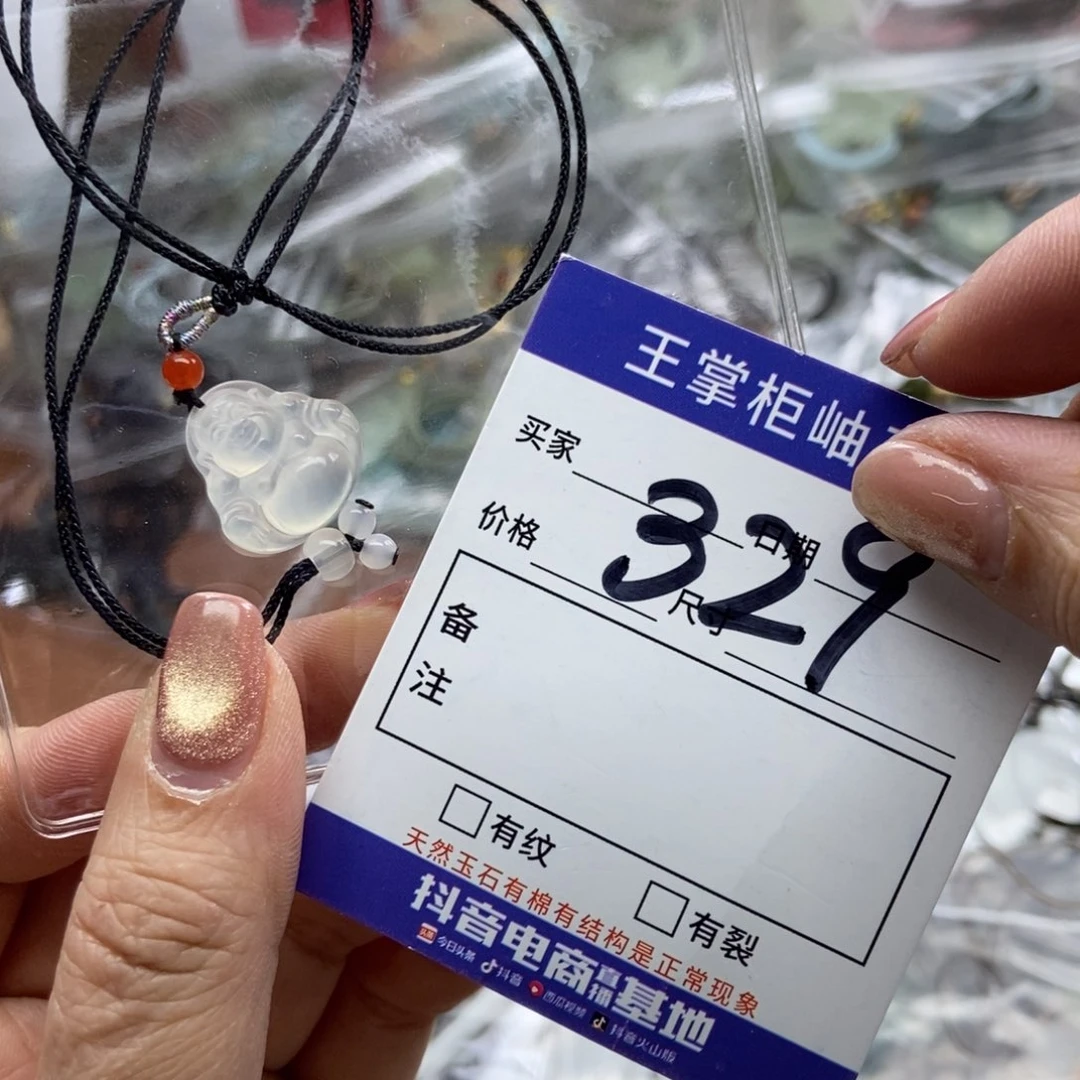 王掌柜岫
买家
日期
价格
329
尺寸
备注
有纹
有裂
天然玉石有棉有结构是正常现象
抖音电商直播基地
头条 今日头条 抖音 西瓜视频 抖音火山版